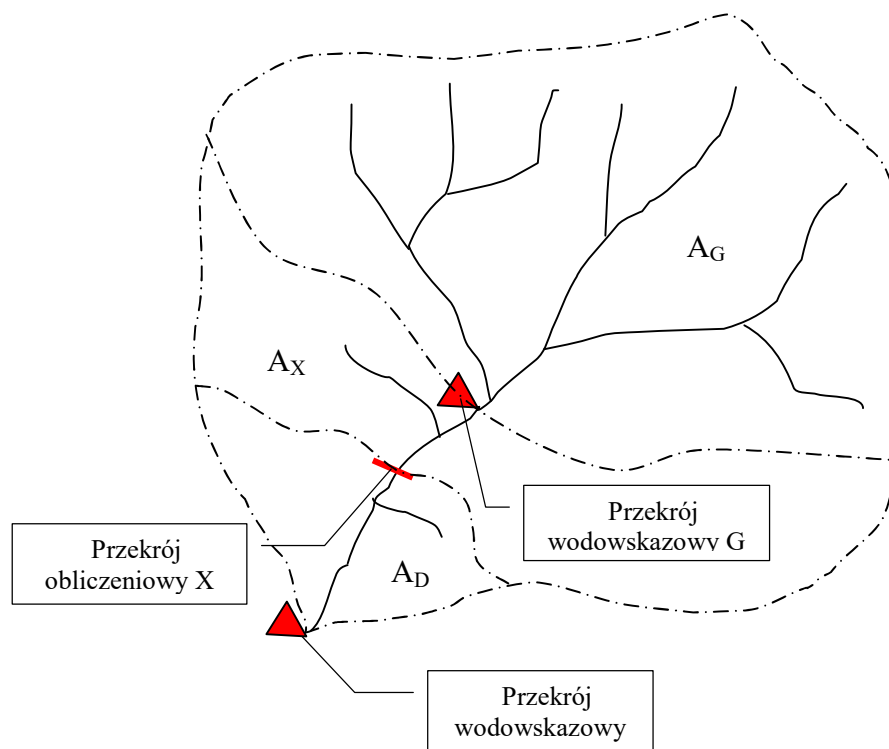 A_G
A_X
Przekrój
wodowskazowy G
Przekrój
obliczeniowy X
A_D
Przekrój
wodowskazowy